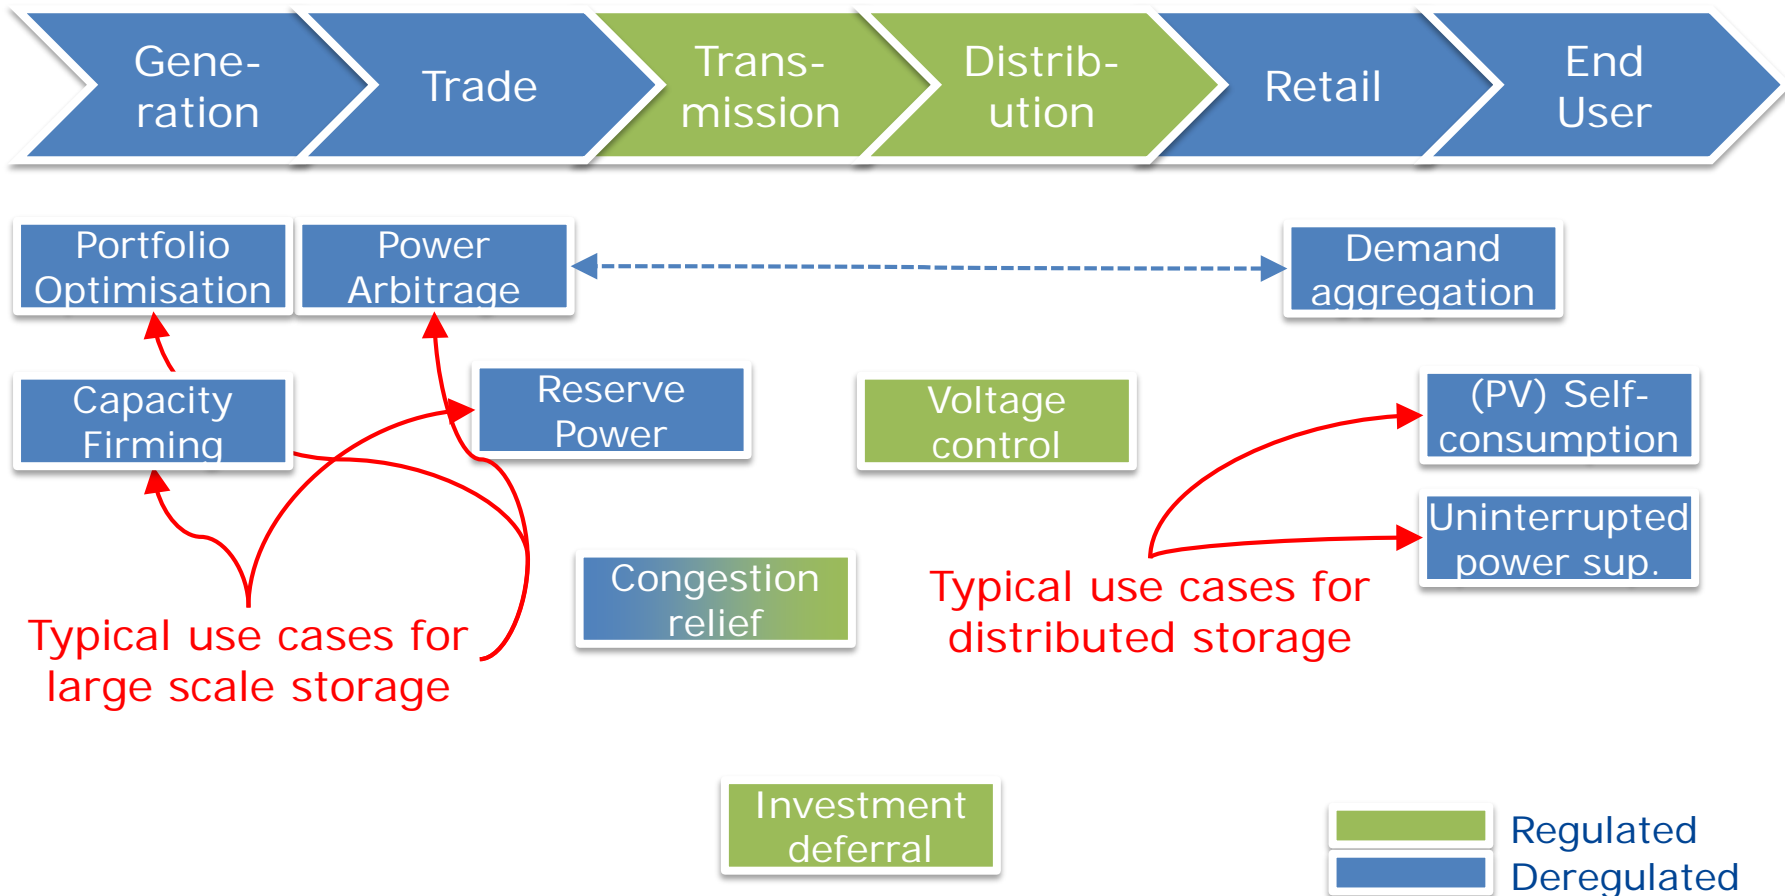 Gene-
ration
Trade
Trans-
mission
Distrib-
ution
Retail
End
User
Portfolio
Optimisation
Power
Arbitrage
Demand
aggregation
Capacity
Firming
Reserve
Power
Voltage
control
(PV) Self-
consumption
Uninterrupted
power sup.
Congestion
relief
Typical use cases for
distributed storage
Typical use cases for
large scale storage
Investment
deferral
Regulated
Deregulated